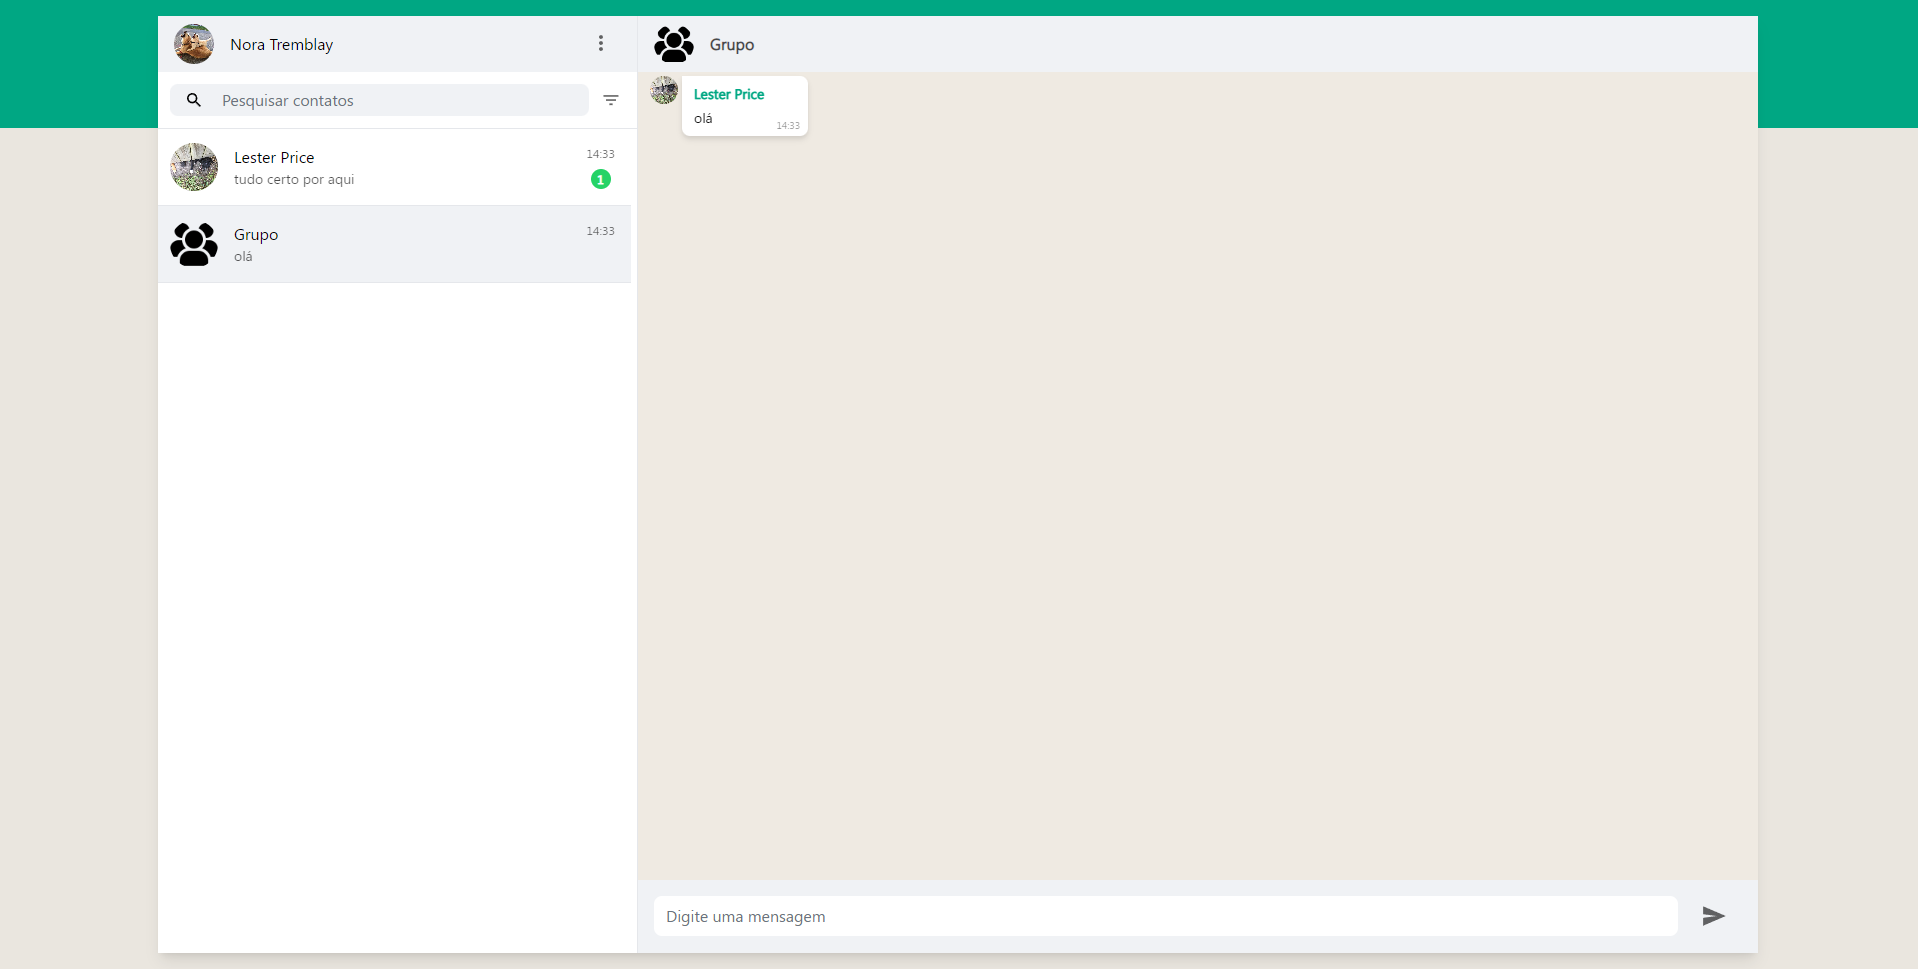 Nora Tremblay
Pesquisar contatos
Lester Price
14:33
tudo certo por aqui
1
Grupo
14:33
olá
Grupo
Lester Price
olá
14:33
Digite uma mensagem